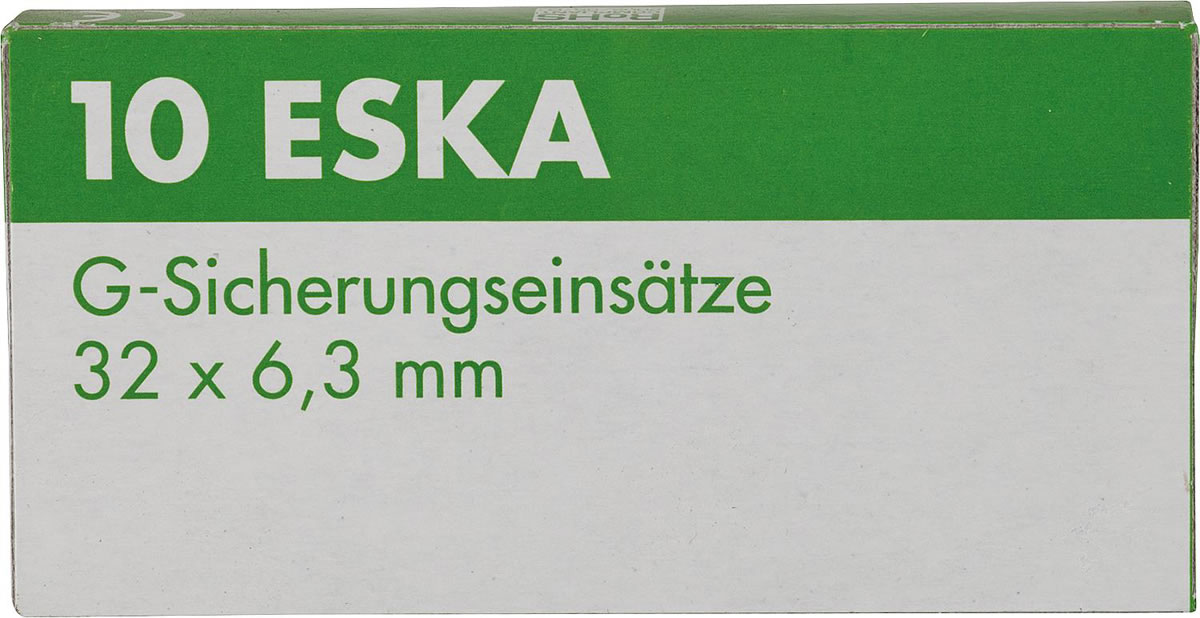 10 ESKA
G-Sicherungseinsätze
32 x 6,3 mm